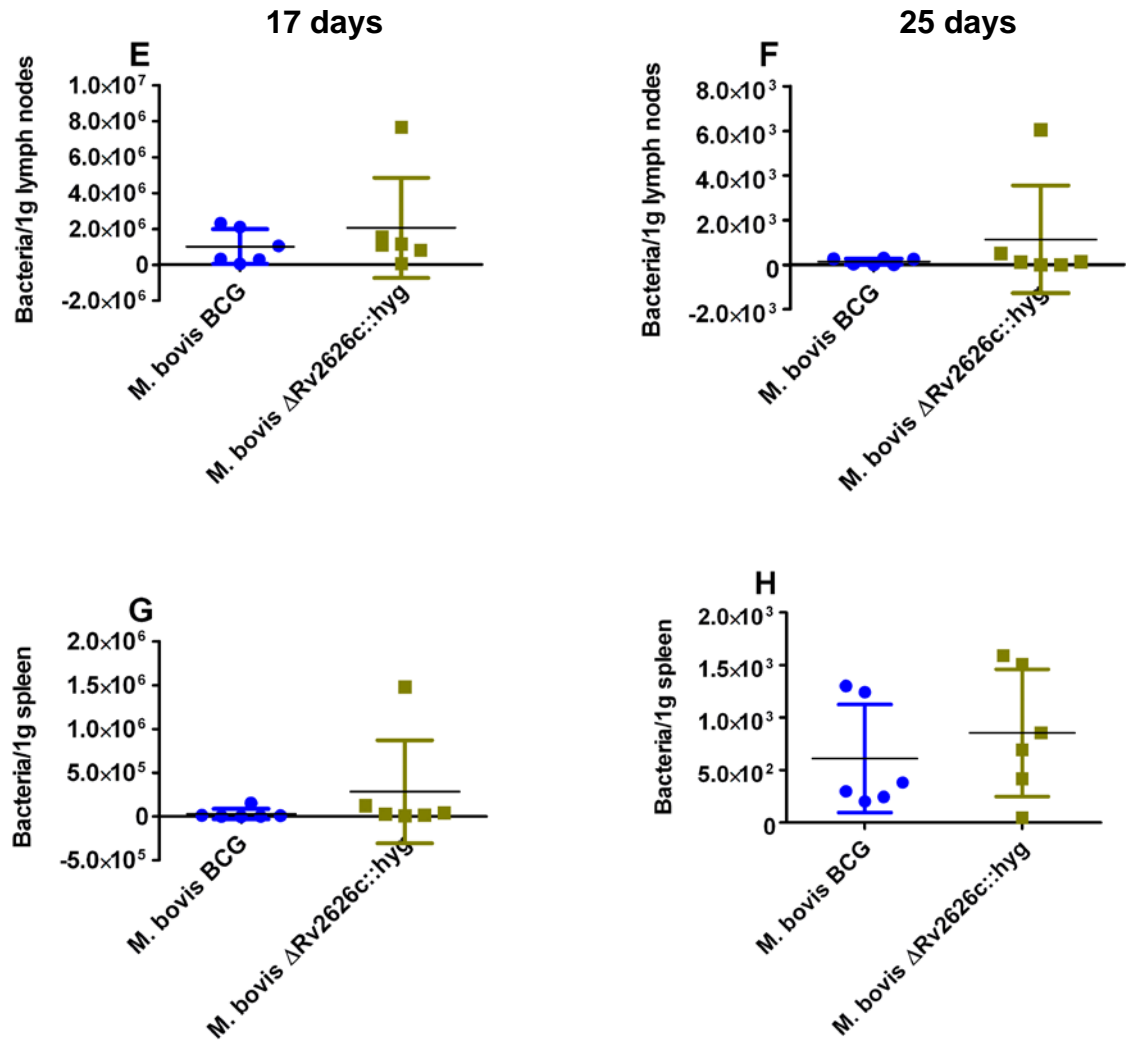 17 days
25 days
E
Bacteria/1g lymph nodes
1.0×10⁷
8.0×10⁶
6.0×10⁶
4.0×10⁶
2.0×10⁶
0
-2.0×10⁶
M. bovis BCG
M. bovis ΔRv2626c::hyg
F
Bacteria/1g lymph nodes
8.0×10³
6.0×10³
4.0×10³
2.0×10³
0
-2.0×10³
M. bovis BCG
M. bovis ΔRv2626c::hyg
G
Bacteria/1g spleen
2.0×10⁶
1.5×10⁶
1.0×10⁶
5.0×10⁵
0
-5.0×10⁵
M. bovis BCG
M. bovis ΔRv2626c::hyg
H
Bacteria/1g spleen
2.0×10³
1.5×10³
1.0×10³
5.0×10²
0
M. bovis BCG
M. bovis ΔRv2626c::hyg